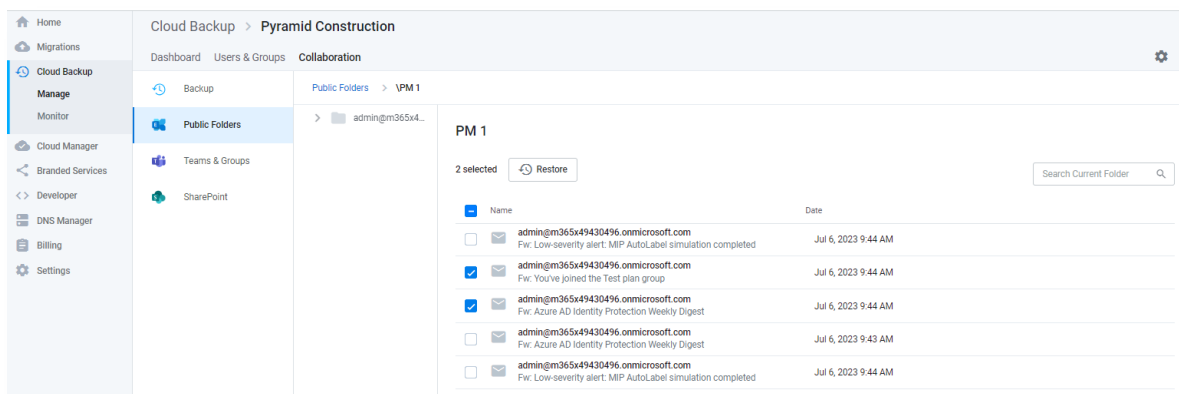 Home
Migrations
Cloud Backup
Manage
Monitor
Cloud Manager
Branded Services
Developer
DNS Manager
Billing
Settings
Cloud Backup > Pyramid Construction
Dashboard Users & Groups Collaboration
Backup
Public Folders
Teams & Groups
SharePoint
Public Folders > \PM 1
> admin@m365x4...
PM 1
2 selected Restore
Search Current Folder
Name Date
admin@m365x49430496.onmicrosoft.com
Fw: Low-severity alert: MIP AutoLabel simulation completed
Jul 6, 2023 9:44 AM
admin@m365x49430496.onmicrosoft.com
Fw: You've joined the Test plan group
Jul 6, 2023 9:44 AM
admin@m365x49430496.onmicrosoft.com
Fw: Azure AD Identity Protection Weekly Digest
Jul 6, 2023 9:44 AM
admin@m365x49430496.onmicrosoft.com
Fw: Azure AD Identity Protection Weekly Digest
Jul 6, 2023 9:43 AM
admin@m365x49430496.onmicrosoft.com
Fw: Low-severity alert: MIP AutoLabel simulation completed
Jul 6, 2023 9:44 AM